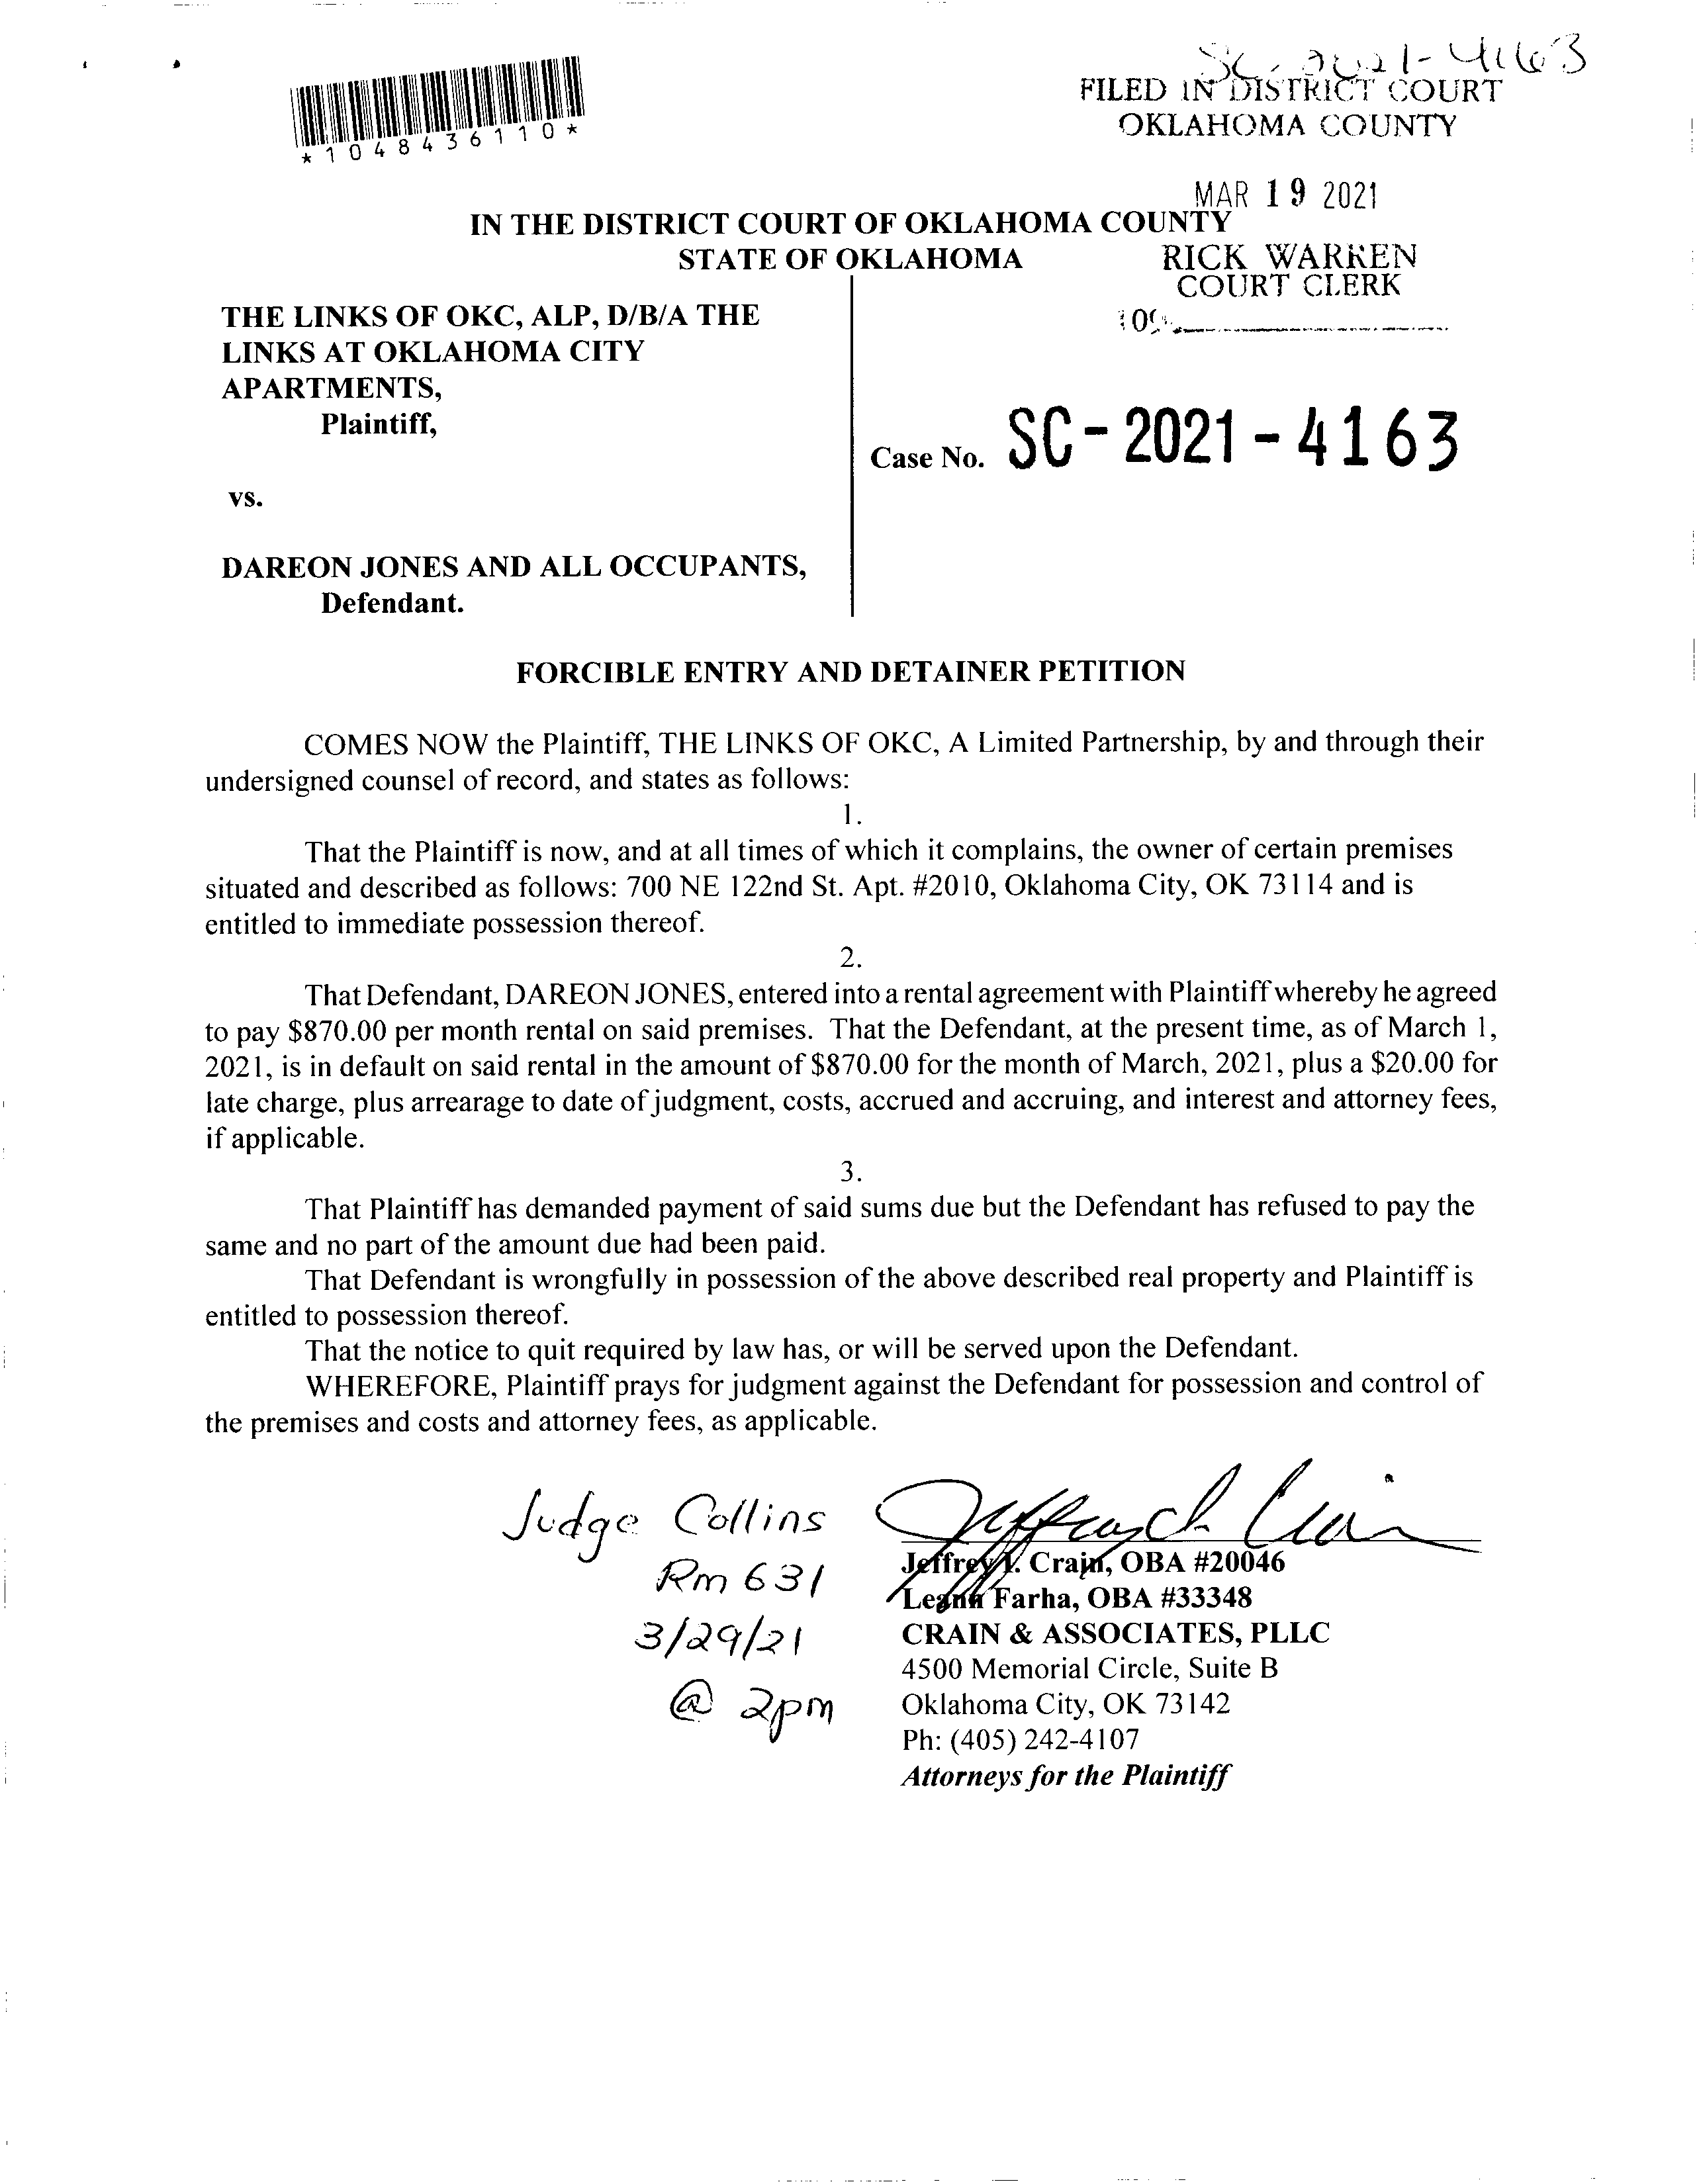 SC-2021-4163
FILED IN DISTRICT COURT
OKLAHOMA COUNTY
*1048436110*
MAR 19 2021
IN THE DISTRICT COURT OF OKLAHOMA COUNTY
STATE OF OKLAHOMA
RICK WARREN
COURT CLERK
THE LINKS OF OKC, ALP, D/B/A THE
LINKS AT OKLAHOMA CITY
APARTMENTS,
Plaintiff,
Case No. SC-2021-4163
vs.
DAREON JONES AND ALL OCCUPANTS,
Defendant.
FORCIBLE ENTRY AND DETAINER PETITION
COMES NOW the Plaintiff, THE LINKS OF OKC, A Limited Partnership, by and through their
undersigned counsel of record, and states as follows:
1.
That the Plaintiff is now, and at all times of which it complains, the owner of certain premises
situated and described as follows: 700 NE 122nd St. Apt. #2010, Oklahoma City, OK 73114 and is
entitled to immediate possession thereof.
2.
That Defendant, DAREON JONES, entered into a rental agreement with Plaintiff whereby he agreed
to pay $870.00 per month rental on said premises. That the Defendant, at the present time, as of March 1,
2021, is in default on said rental in the amount of $870.00 for the month of March, 2021, plus a $20.00 for
late charge, plus arrearage to date of judgment, costs, accrued and accruing, and interest and attorney fees,
if applicable.
3.
That Plaintiff has demanded payment of said sums due but the Defendant has refused to pay the
same and no part of the amount due had been paid.
That Defendant is wrongfully in possession of the above described real property and Plaintiff is
entitled to possession thereof.
That the notice to quit required by law has, or will be served upon the Defendant.
WHEREFORE, Plaintiff prays for judgment against the Defendant for possession and control of
the premises and costs and attorney fees, as applicable.
Judge Collins
Rm 631
3/29/21
@ 2pm
Jeffrey Crain, OBA #20046
Leann Farha, OBA #33348
CRAIN & ASSOCIATES, PLLC
4500 Memorial Circle, Suite B
Oklahoma City, OK 73142
Ph: (405) 242-4107
Attorneys for the Plaintiff